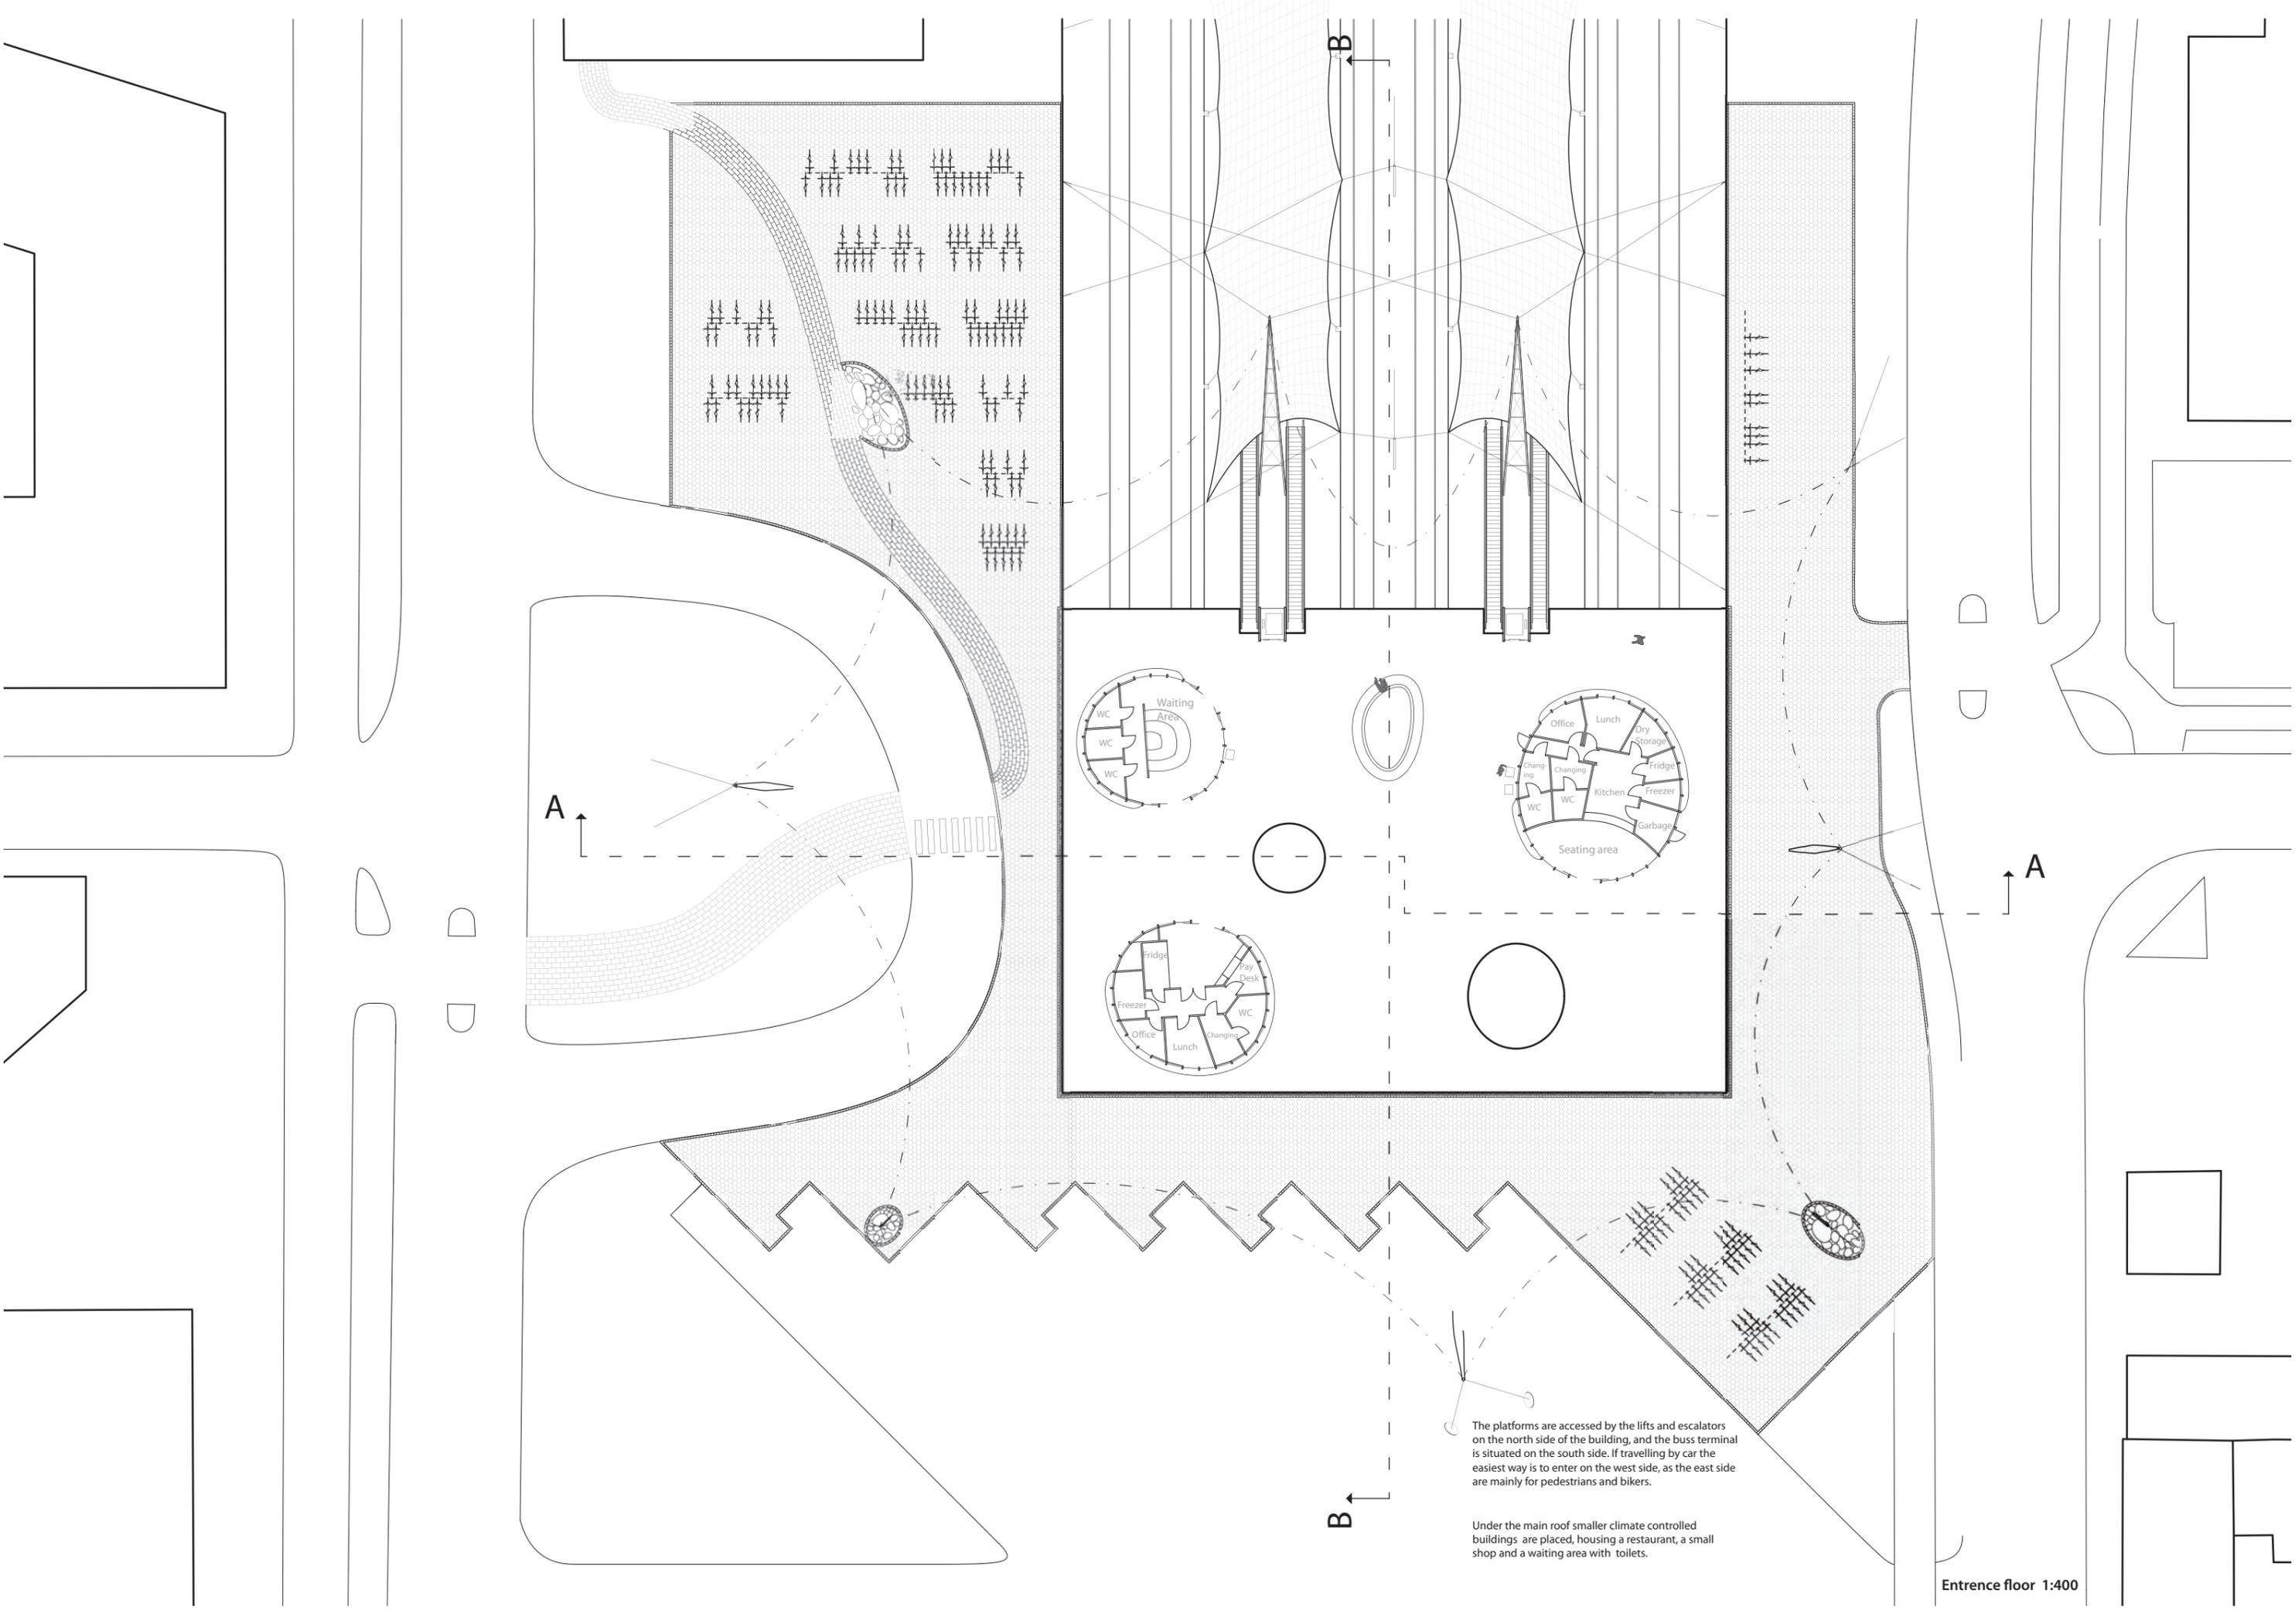 B
Waiting
Area
WC
WC
WC
Office
Lunch
Dry
Storage
Chang-
ing
Changing
Fridge
Kitchen
Freezer
WC
WC
Garbage
Seating area
A
A
Fridge
Pay
Desk
Freezer
WC
Office
Changing
Lunch
The platforms are accessed by the lifts and escalators
on the north side of the building, and the buss terminal
is situated on the south side. If travelling by car the
easiest way is to enter on the west side, as the east side
are mainly for pedestrians and bikers.
B
Under the main roof smaller climate controlled
buildings are placed, housing a restaurant, a small
shop and a waiting area with toilets.
Entrence floor 1:400